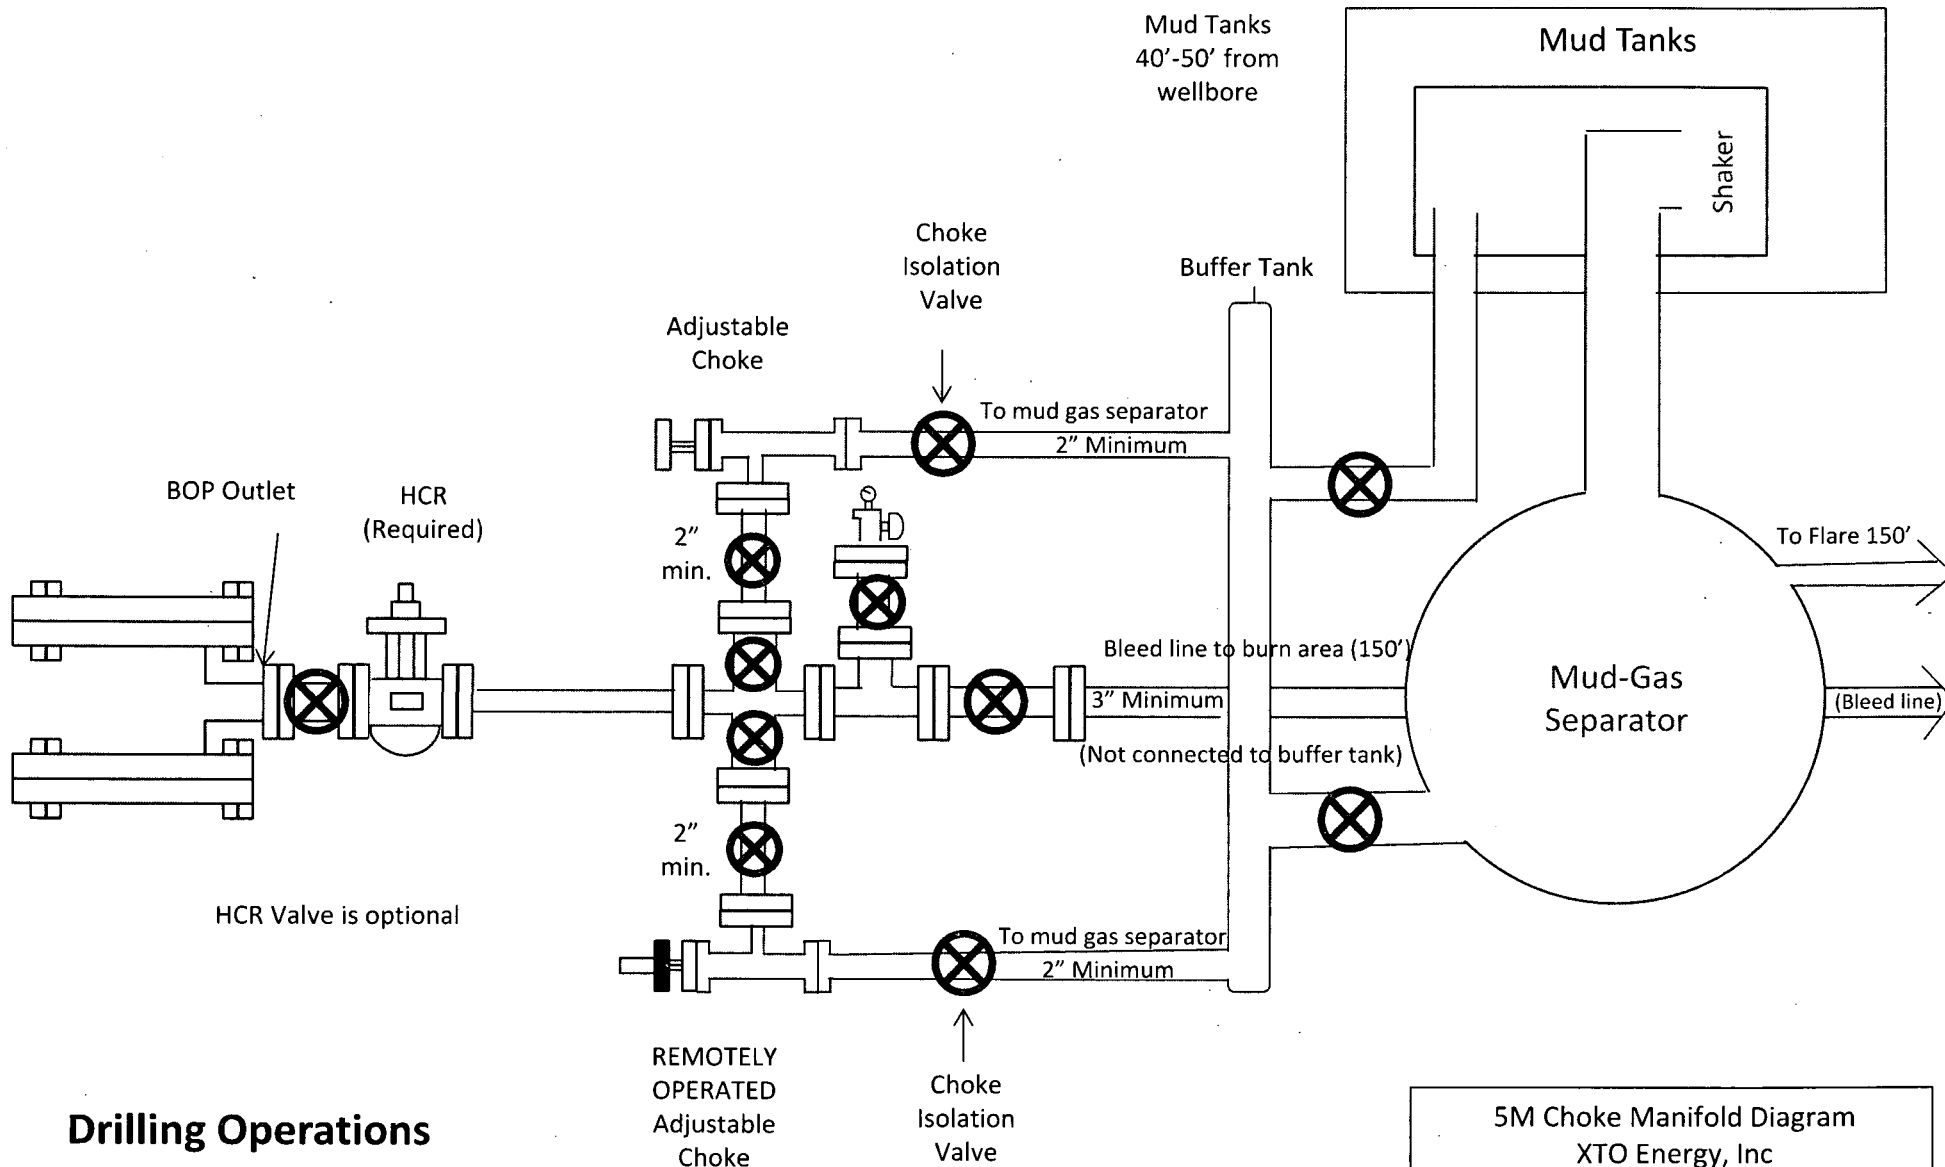 Mud Tanks
40'-50' from
wellbore
Mud Tanks
Shaker
Choke
Isolation
Valve
Buffer Tank
Adjustable
Choke
To mud gas separator
2” Minimum
BOP Outlet
HCR
(Required)
2”
min.
To Flare 150'
Bleed line to burn area (150')
3” Minimum
(Not connected to buffer tank)
Mud-Gas
Separator
(Bleed line)
2”
min.
HCR Valve is optional
To mud gas separator
2” Minimum
REMOTELY
OPERATED
Adjustable
Choke
Choke
Isolation
Valve
Drilling Operations
5M Choke Manifold Diagram
XTO Energy, Inc